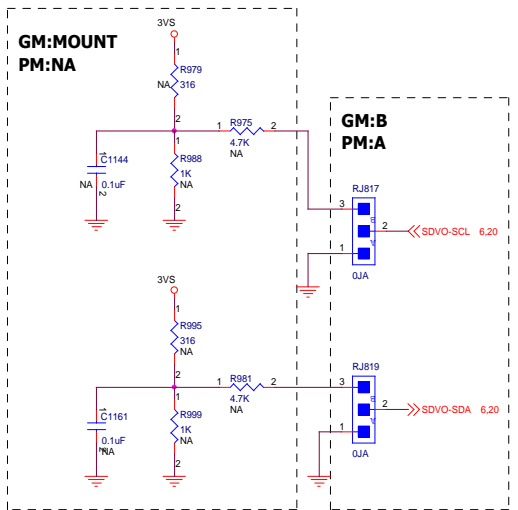 GM:MOUNT
PM:NA
3VS
1
R979
NA
316
2
1
R975
2
4.7K
NA
1
R988
1K
NA
2
1
C1144
NA
0.1uF
2
GM:B
PM:A
RJ817
3
B
2
A
1
0JA
SDVO-SCL 6,20
3VS
1
R995
316
NA
2
1
R981
2
4.7K
NA
1
R999
1K
NA
2
1
C1161
0.1uF
2
NA
RJ819
3
B
2
A
1
0JA
SDVO-SDA 6,20